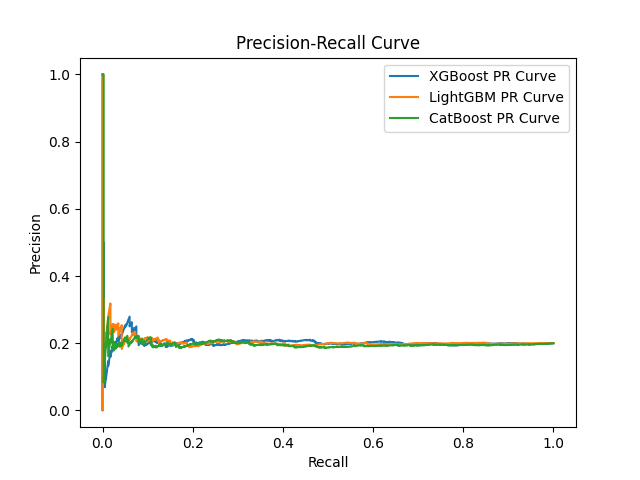 Precision-Recall Curve
XGBoost PR Curve
LightGBM PR Curve
CatBoost PR Curve
Precision
1.0
0.8
0.6
0.4
0.2
0.0
0.0 0.2 0.4 0.6 0.8 1.0
Recall